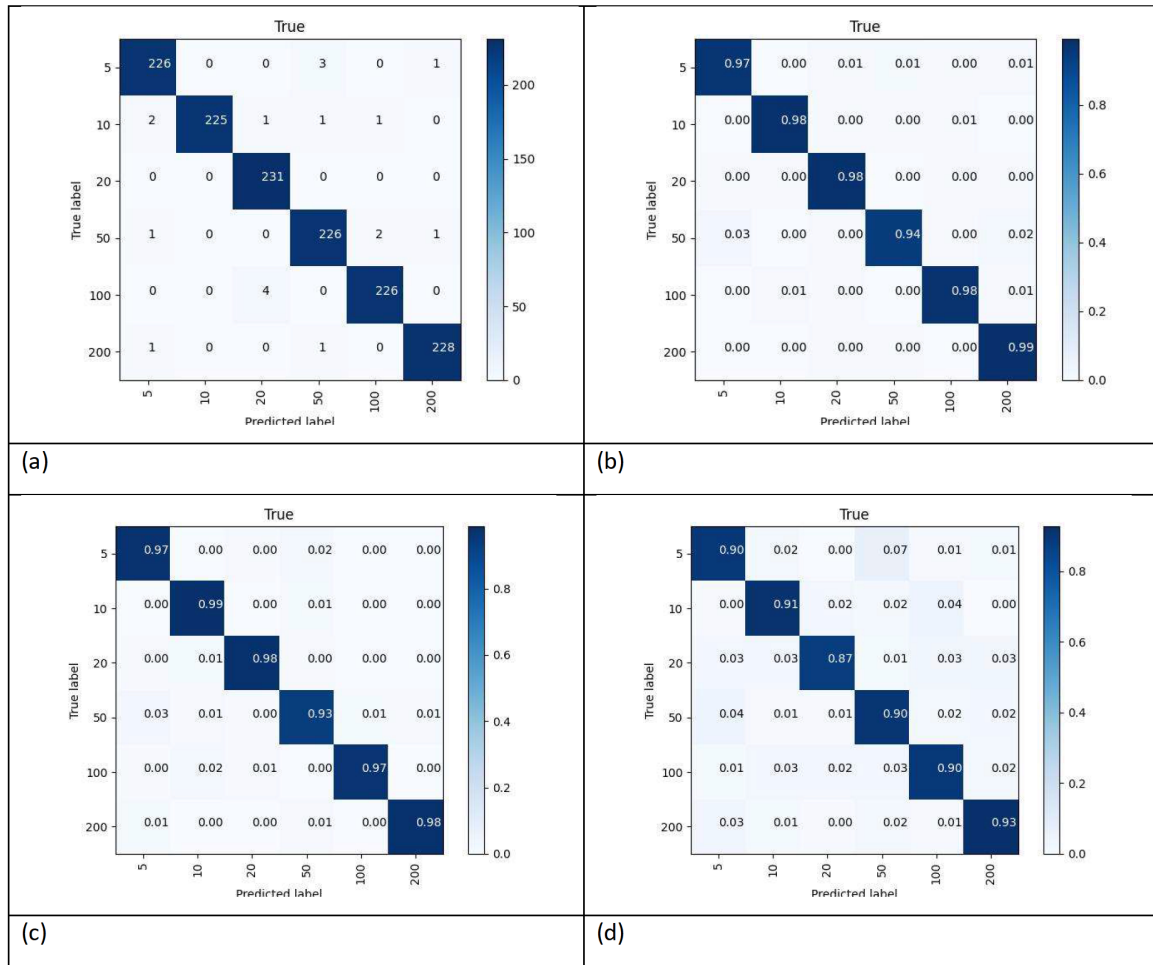 True
5 226 0 0 3 0 1
10 2 225 1 1 1 0
20 0 0 231 0 0 0
50 1 0 0 226 2 1
100 0 0 4 0 226 0
200 1 0 0 1 0 228
True label
5 10 20 50 100 200
Predicted label
200
150
100
50
0
(a)
True
5 0.97 0.00 0.01 0.01 0.00 0.01
10 0.00 0.98 0.00 0.00 0.01 0.00
20 0.00 0.00 0.98 0.00 0.00 0.00
50 0.03 0.00 0.00 0.94 0.00 0.02
100 0.00 0.01 0.00 0.00 0.98 0.01
200 0.00 0.00 0.00 0.00 0.00 0.99
True label
5 10 20 50 100 200
Predicted label
0.8
0.6
0.4
0.2
0.0
(b)
True
5 0.97 0.00 0.00 0.02 0.00 0.00
10 0.00 0.99 0.00 0.01 0.00 0.00
20 0.00 0.01 0.98 0.00 0.00 0.00
50 0.03 0.01 0.00 0.93 0.01 0.01
100 0.00 0.02 0.01 0.00 0.97 0.00
200 0.01 0.00 0.00 0.01 0.00 0.98
True label
5 10 20 50 100 200
Predicted label
0.8
0.6
0.4
0.2
0.0
(c)
True
5 0.90 0.02 0.00 0.07 0.01 0.01
10 0.00 0.91 0.02 0.02 0.04 0.00
20 0.03 0.03 0.87 0.01 0.03 0.03
50 0.04 0.01 0.01 0.90 0.02 0.02
100 0.01 0.03 0.02 0.03 0.90 0.02
200 0.03 0.01 0.00 0.02 0.01 0.93
True label
5 10 20 50 100 200
Predicted label
0.8
0.6
0.4
0.2
0.0
(d)